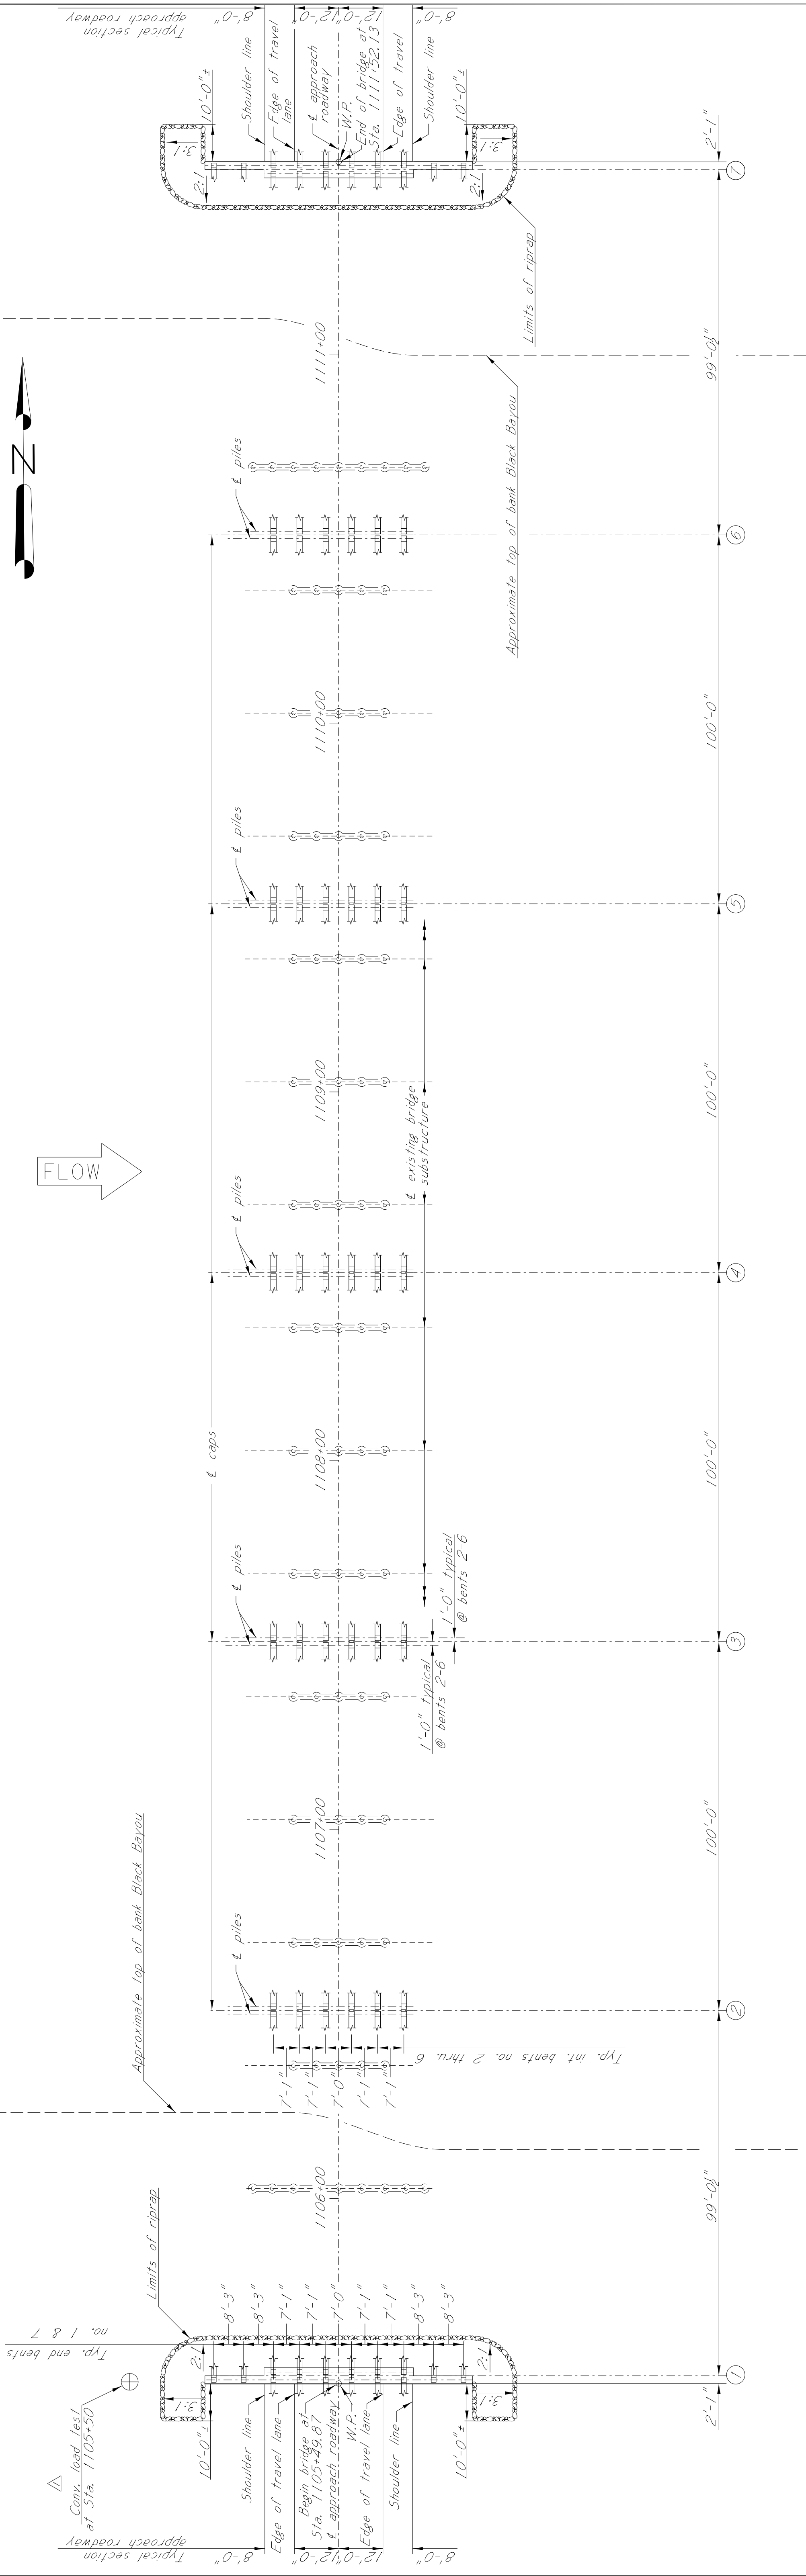 Typical section
approach roadway
8'-0"
12'-0"
12'-0"
8'-0"
10'-0"±
Shoulder line
Edge of travel
lane
℄ approach
roadway
W.P.
End of bridge at
Sta. 1111+52.13
Edge of travel
Shoulder line
10'-0"±
2'-1"
3:1
2:1
2:1
3:1
7
Limits of riprap
1111+00
99'-0½"
N
℄ piles
6
Approximate top of bank Black Bayou
1110+00
100'-0"
℄ piles
5
1109+00
100'-0"
℄ existing bridge
substructure
FLOW
℄ piles
4
℄ caps
1108+00
100'-0"
℄ piles
1'-0" typical
@ bents 2-6
1'-0" typical
@ bents 2-6
3
1107+00
100'-0"
Approximate top of bank Black Bayou
℄ piles
2
Typ. int. bents no. 2 thru. 6
7'-1"
7'-1"
7'-0"
7'-1"
7'-1"
1106+00
99'-0½"
Limits of riprap
Typ. end bents
no. 1 & 7
8'-3"
8'-3"
7'-1"
7'-1"
7'-0"
7'-1"
7'-1"
8'-3"
8'-3"
2:1
2:1
3:1
3:1
1
2'-1"
Conv. load test
at Sta. 1105+50
10'-0"±
Shoulder line
Edge of travel lane
Begin bridge at
Sta. 1105+49.87
℄ approach roadway
W.P.
Edge of travel lane
Shoulder line
10'-0"±
Typical section
approach roadway
8'-0"
12'-0"
12'-0"
8'-0"